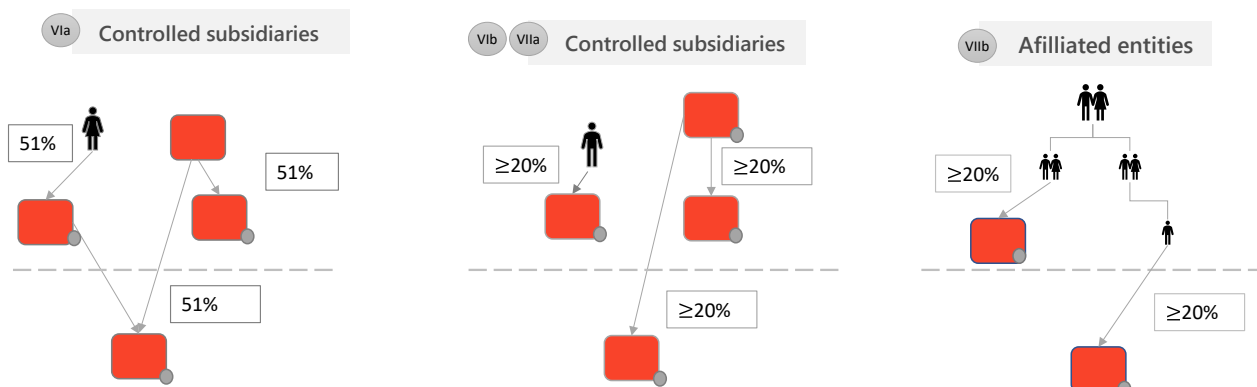 VIa Controlled subsidiaries
51%
51%
51%
VIb VIIa Controlled subsidiaries
≥20%
≥20%
≥20%
VIIb Afilliated entities
≥20%
≥20%